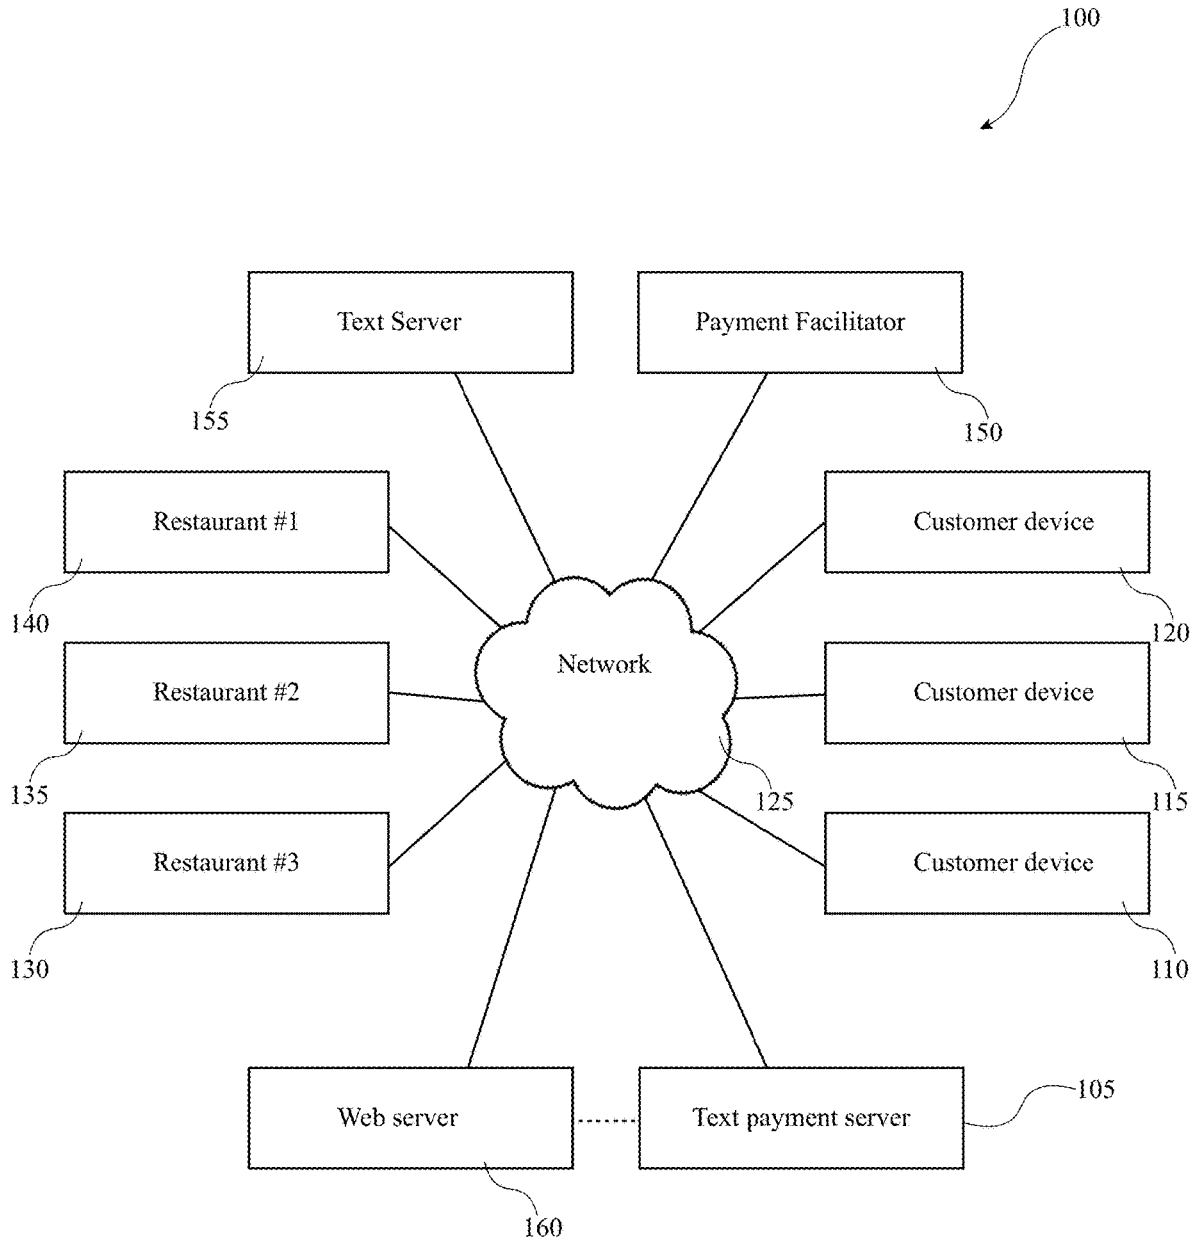 100
Text Server
Payment Facilitator
155
150
Restaurant #1
Customer device
140
120
Network
Restaurant #2
Customer device
135
125
115
Restaurant #3
Customer device
130
110
105
Web server
Text payment server
160